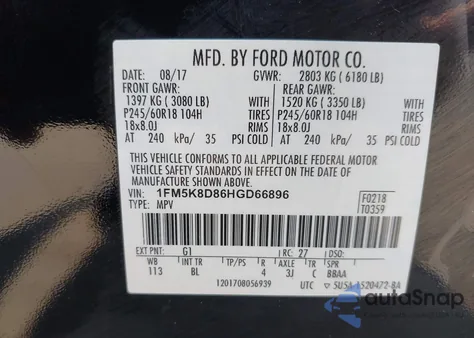 MFD. BY FORD MOTOR CO.
DATE: 08/17 GVWR: 2803 KG ( 6180 LB)
FRONT GAWR: REAR GAWR:
1397 KG ( 3080 LB) WITH 1520 KG ( 3350 LB) WITH
P245/60R18 104H TIRES P245/60R18 104H TIRES
18x8.0J RIMS 18x8.0J RIMS
AT 240 kPa/ 35 PSI COLD AT 240 kPa/ 35 PSI COLD
THIS VEHICLE CONFORMS TO ALL APPLICABLE FEDERAL MOTOR
VEHICLE SAFETY STANDARDS IN EFFECT ON THE DATE OF
MANUFACTURE SHOWN ABOVE.
VIN: 1FM5K8D86HGD66896 F0218
TYPE: MPV T0359
EXT PNT: G1 RC: 27 DSO:
WB BRK INT TR TP/PS R AXLE TR SPR
113 BL 4 3J C BBAA
1201708056939 UTC
autoSnap